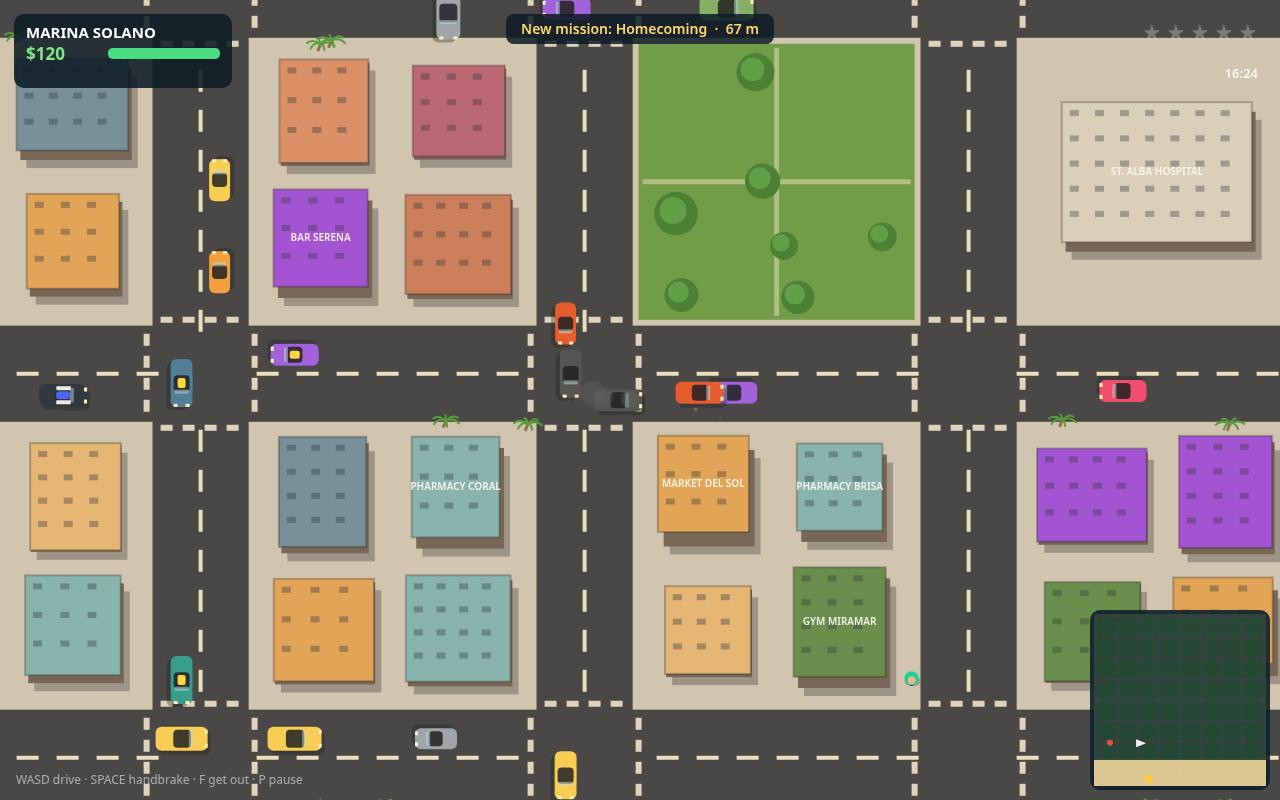 MARINA SOLANO
$120
New mission: Homecoming · 67 m
★★★★★
16:24
ST. ALBA HOSPITAL
BAR SERENA
PHARMACY CORAL
MARKET DEL SOL
PHARMACY BRISA
GYM MIRAMAR
WASD drive · SPACE handbrake · F get out · P pause